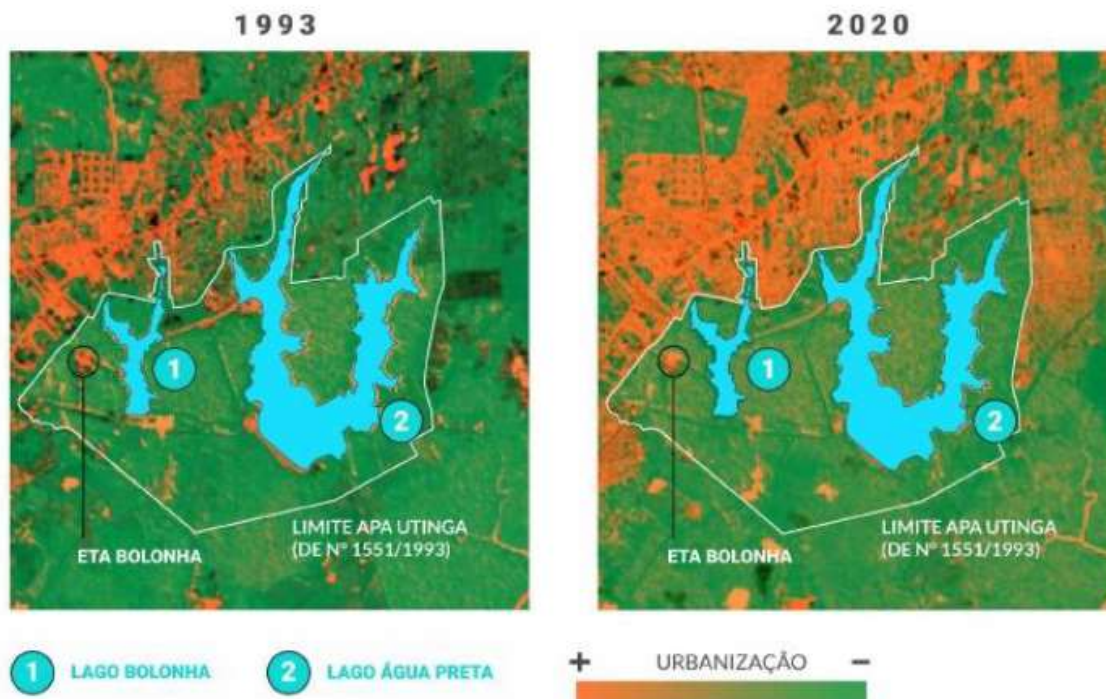 1993
2020
1
2
LIMITE APA UTINGA
(DE Nº 1551/1993)
ETA BOLONHA
1
2
LIMITE APA UTINGA
(DE Nº 1551/1993)
ETA BOLONHA
1 LAGO BOLONHA
2 LAGO ÁGUA PRETA
+ URBANIZAÇÃO −